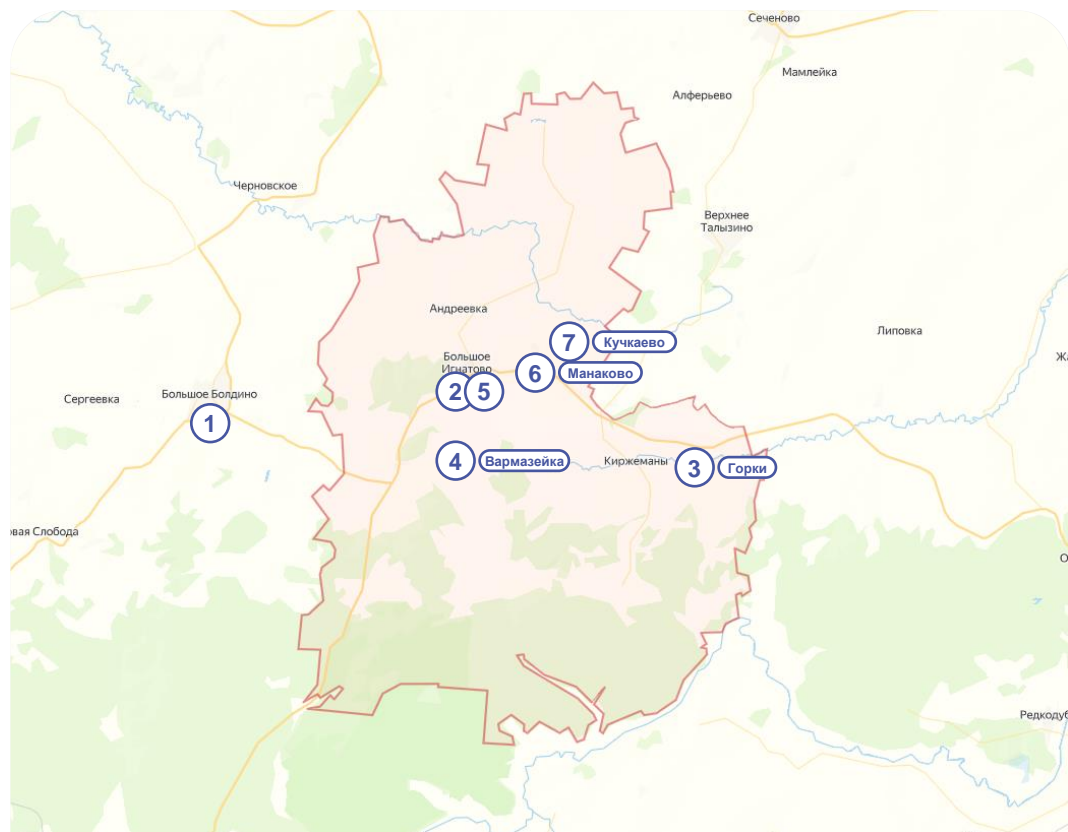 Сеченово
Мамлейка
Алферьево
Черновское
Верхнее
Талызино
Андреевка
Липовка
7
Кучкаево
Большое
Игнатово
6
Манаково
2
5
Сергеевка
Большое Болдино
1
4
Вармазейка
Киржеманы
3
Горки
овая Слобода
Редкодуб